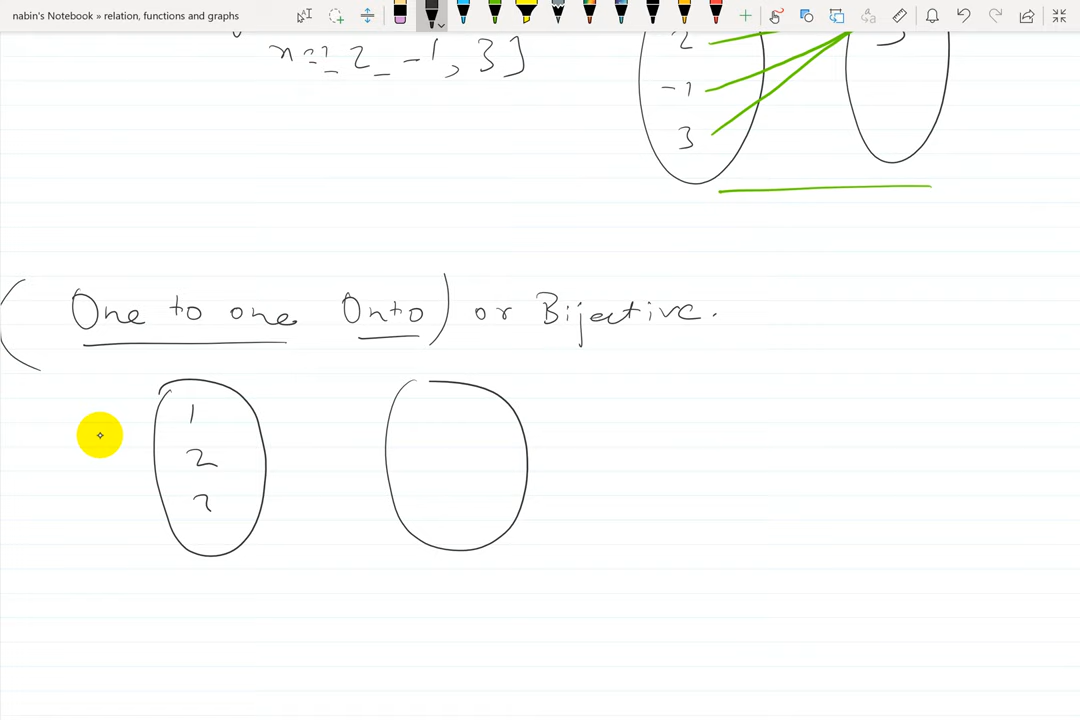 nabin's Notebook » relation, functions and graphs
2
2 -1, 3
-1
3
(One to one Onto) or Bijective.
1
2